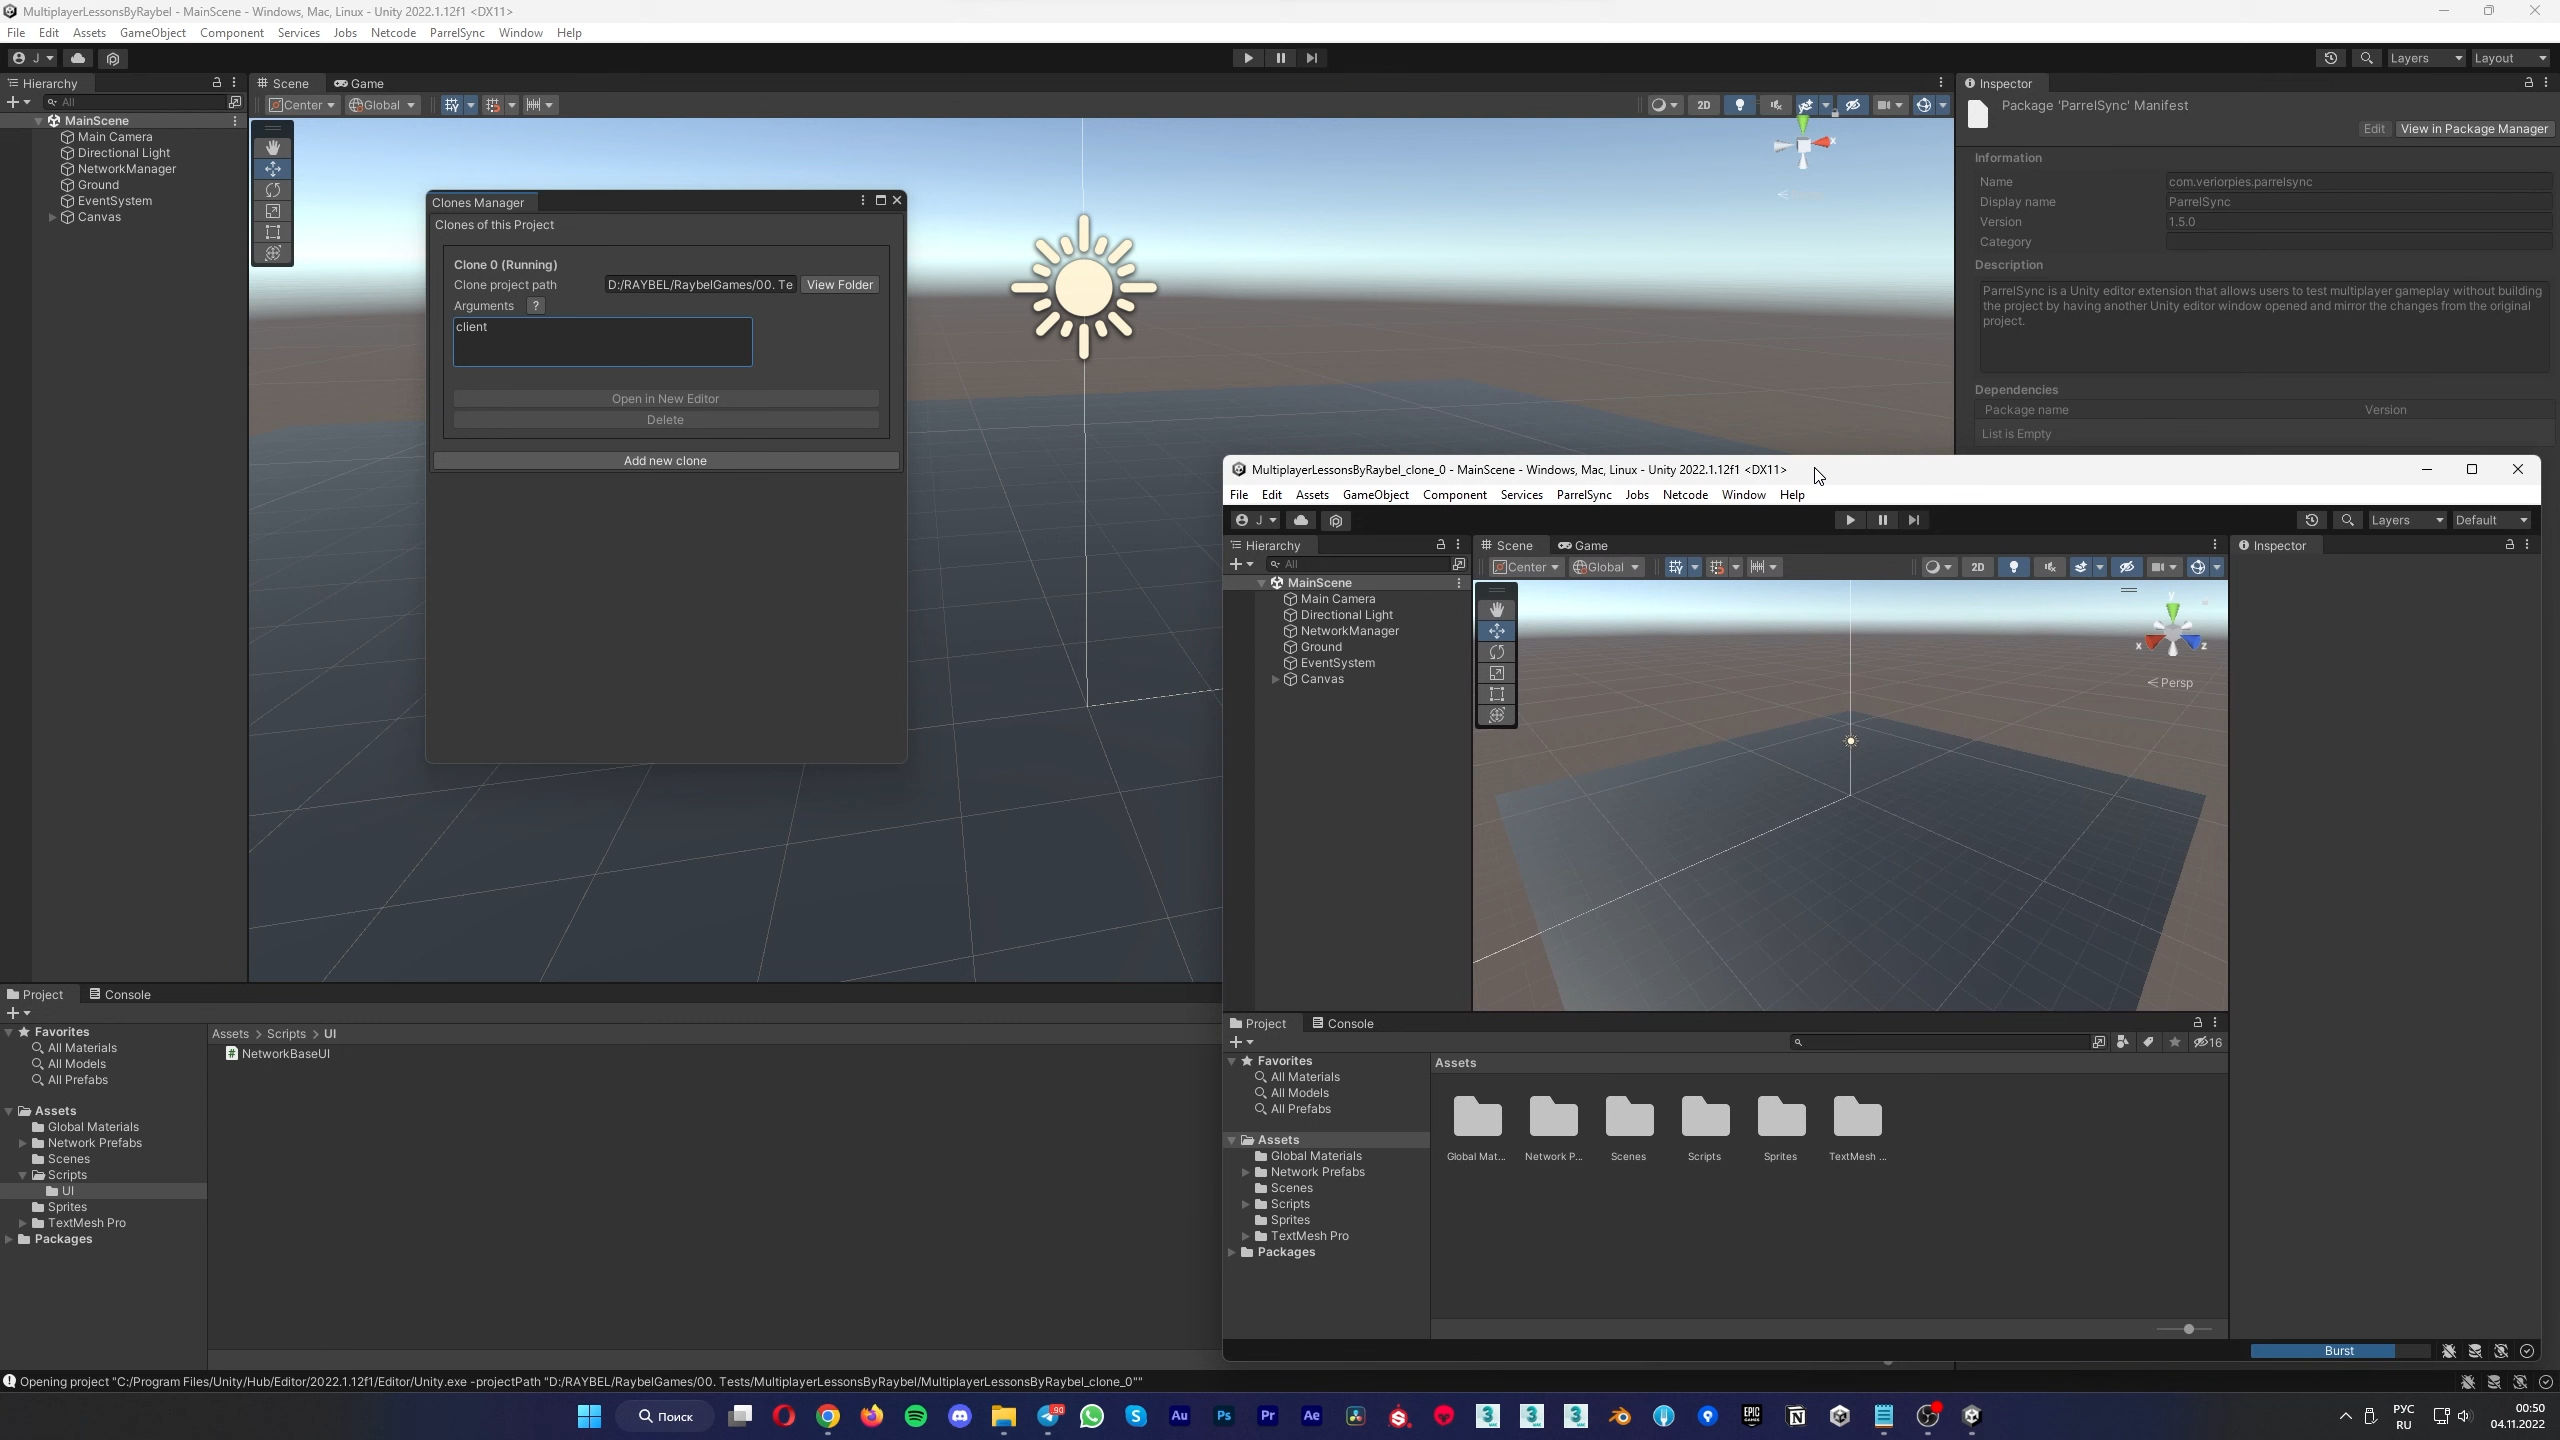 MultiplayerLessonsByRaybel - MainScene - Windows, Mac, Linux - Unity 2022.1.12f1 <DX11>
File Edit Assets GameObject Component Services Jobs Netcode ParrelSync Window Help
J
Layers Layout
Hierarchy
All
MainScene
Main Camera
Directional Light
NetworkManager
Ground
EventSystem
Canvas
Scene Game
Center Global
2D
y
x
Clones Manager
Clones of this Project
Clone 0 (Running)
Clone project path D:/RAYBEL/RaybelGames/00. Te View Folder
Arguments ?
client
Open in New Editor
Delete
Add new clone
Inspector
Package 'ParrelSync' Manifest
Edit View in Package Manager
Information
Name com.veriorpies.parrelsync
Display name ParrelSync
Version 1.5.0
Category
Description
ParrelSync is a Unity editor extension that allows users to test multiplayer gameplay without building
the project by having another Unity editor window opened and mirror the changes from the original
project.
Dependencies
Package name Version
List is Empty
MultiplayerLessonsByRaybel_clone_0 - MainScene - Windows, Mac, Linux - Unity 2022.1.12f1 <DX11>
File Edit Assets GameObject Component Services ParrelSync Jobs Netcode Window Help
J
Layers Default
Hierarchy
All
MainScene
Main Camera
Directional Light
NetworkManager
Ground
EventSystem
Canvas
Scene Game
Center Global
2D
y
x z
Persp
Inspector
Project Console
16
Favorites
All Materials
All Models
All Prefabs
Assets
Global Materials
Network Prefabs
Scenes
Scripts
Sprites
TextMesh Pro
Packages
Assets
Global Mat... Network P... Scenes Scripts Sprites TextMesh ...
Burst
Project Console
Favorites
All Materials
All Models
All Prefabs
Assets
Global Materials
Network Prefabs
Scenes
Scripts
UI
Sprites
TextMesh Pro
Packages
Assets > Scripts > UI
NetworkBaseUI
Opening project "C:/Program Files/Unity/Hub/Editor/2022.1.12f1/Editor/Unity.exe -projectPath "D:/RAYBEL/RaybelGames/00. Tests/MultiplayerLessonsByRaybel/MultiplayerLessonsByRaybel_clone_0""
Поиск
90
Au Ps Pr Ae
3 3 3
EPIC GAMES
N
РУС
RU
00:50
04.11.2022